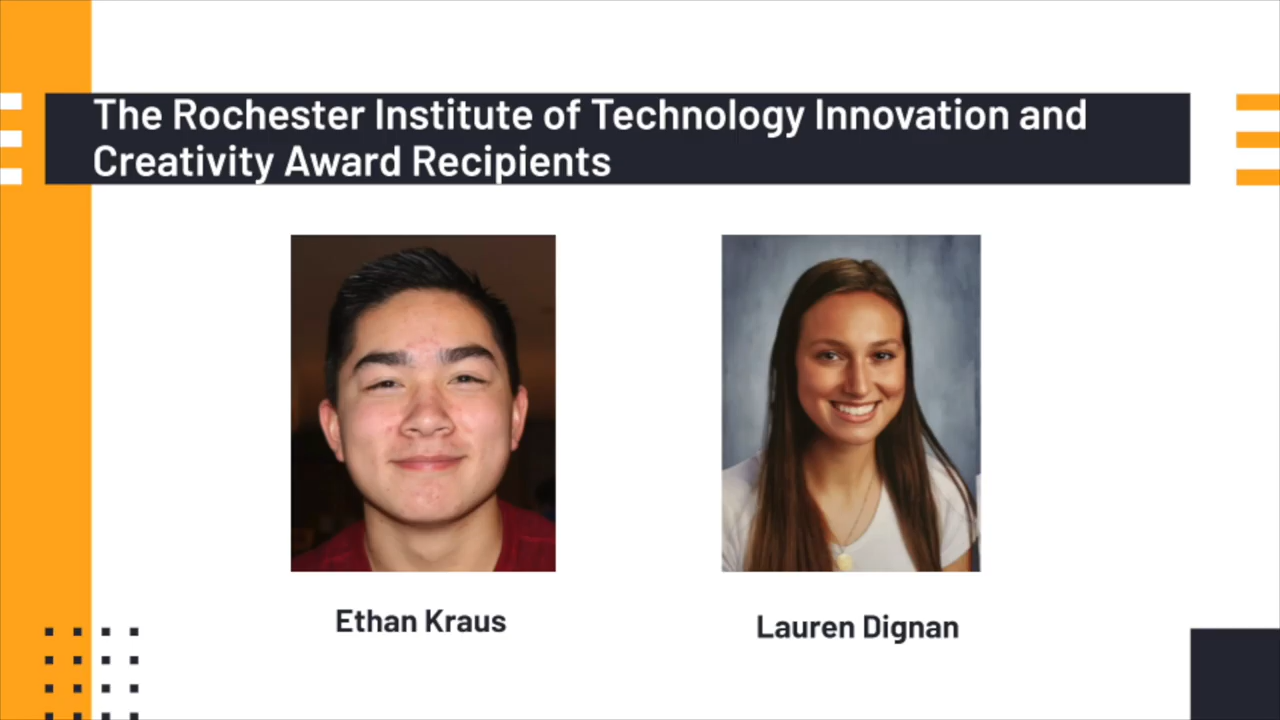 The Rochester Institute of Technology Innovation and
Creativity Award Recipients
Ethan Kraus
Lauren Dignan